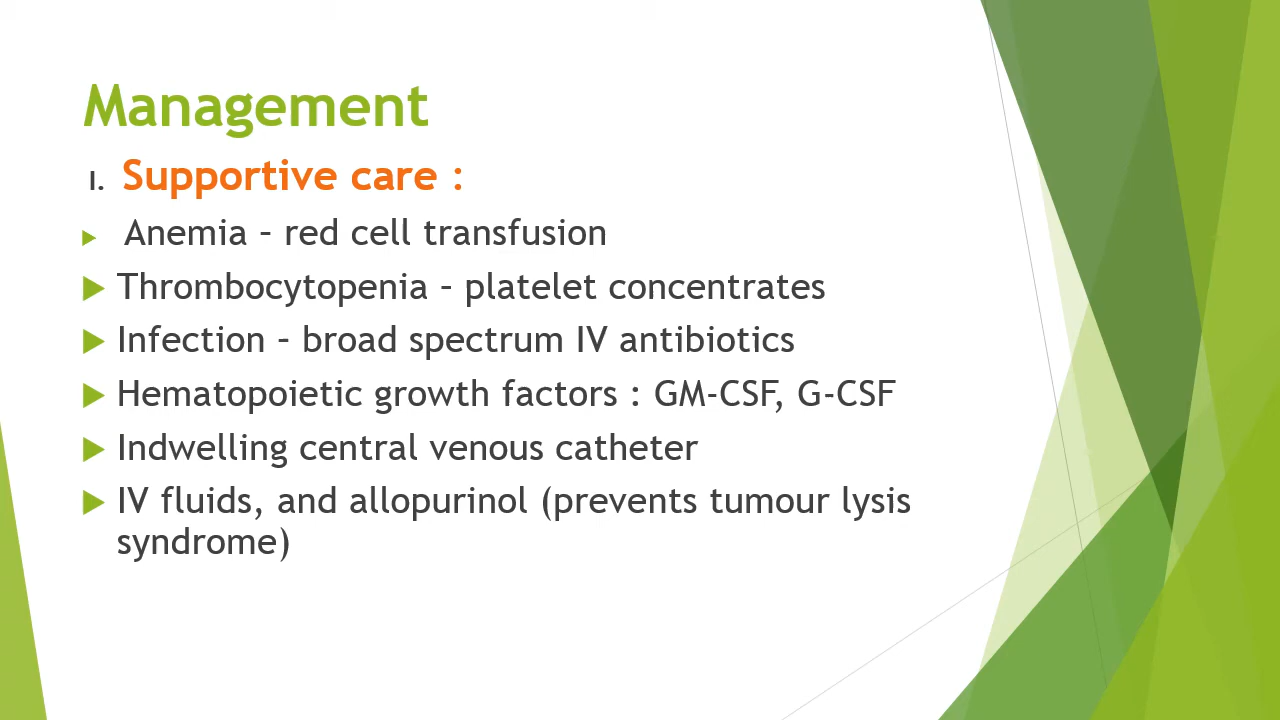 Management
I. Supportive care :
Anemia – red cell transfusion
Thrombocytopenia – platelet concentrates
Infection – broad spectrum IV antibiotics
Hematopoietic growth factors : GM-CSF, G-CSF
Indwelling central venous catheter
IV fluids, and allopurinol (prevents tumour lysis
syndrome)